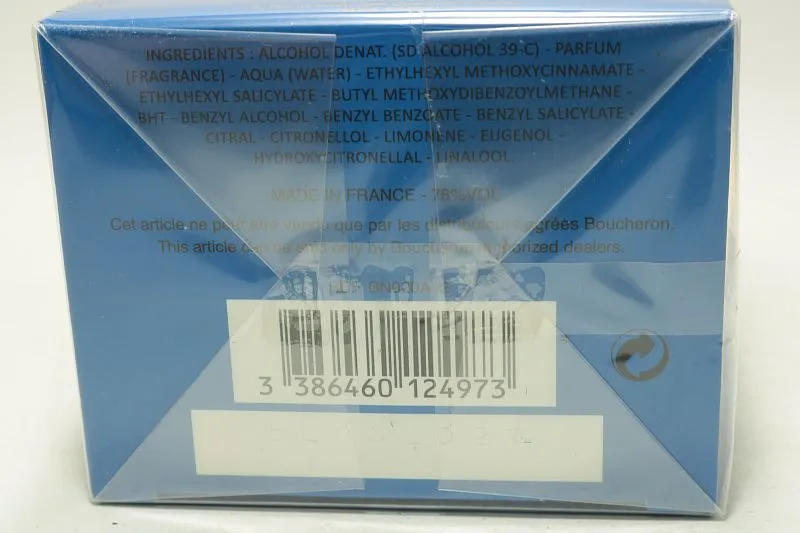 INGREDIENTS : ALCOHOL DENAT. (SD ALCOHOL 39-C) - PARFUM
(FRAGRANCE) - AQUA (WATER) - ETHYLHEXYL METHOXYCINNAMATE -
ETHYLHEXYL SALICYLATE - BUTYL METHOXYDIBENZOYLMETHANE -
BHT - BENZYL ALCOHOL - BENZYL BENZOATE - BENZYL SALICYLATE -
CITRAL - CITRONELLOL - LIMONENE - EUGENOL -
HYDROXYCITRONELLAL - LINALOOL
MADE IN FRANCE - 78%VOL
Cet article ne peut être vendu que par les distributeurs agréés Boucheron.
This article can be sold only by Boucheron authorized dealers.
3 386460 124973